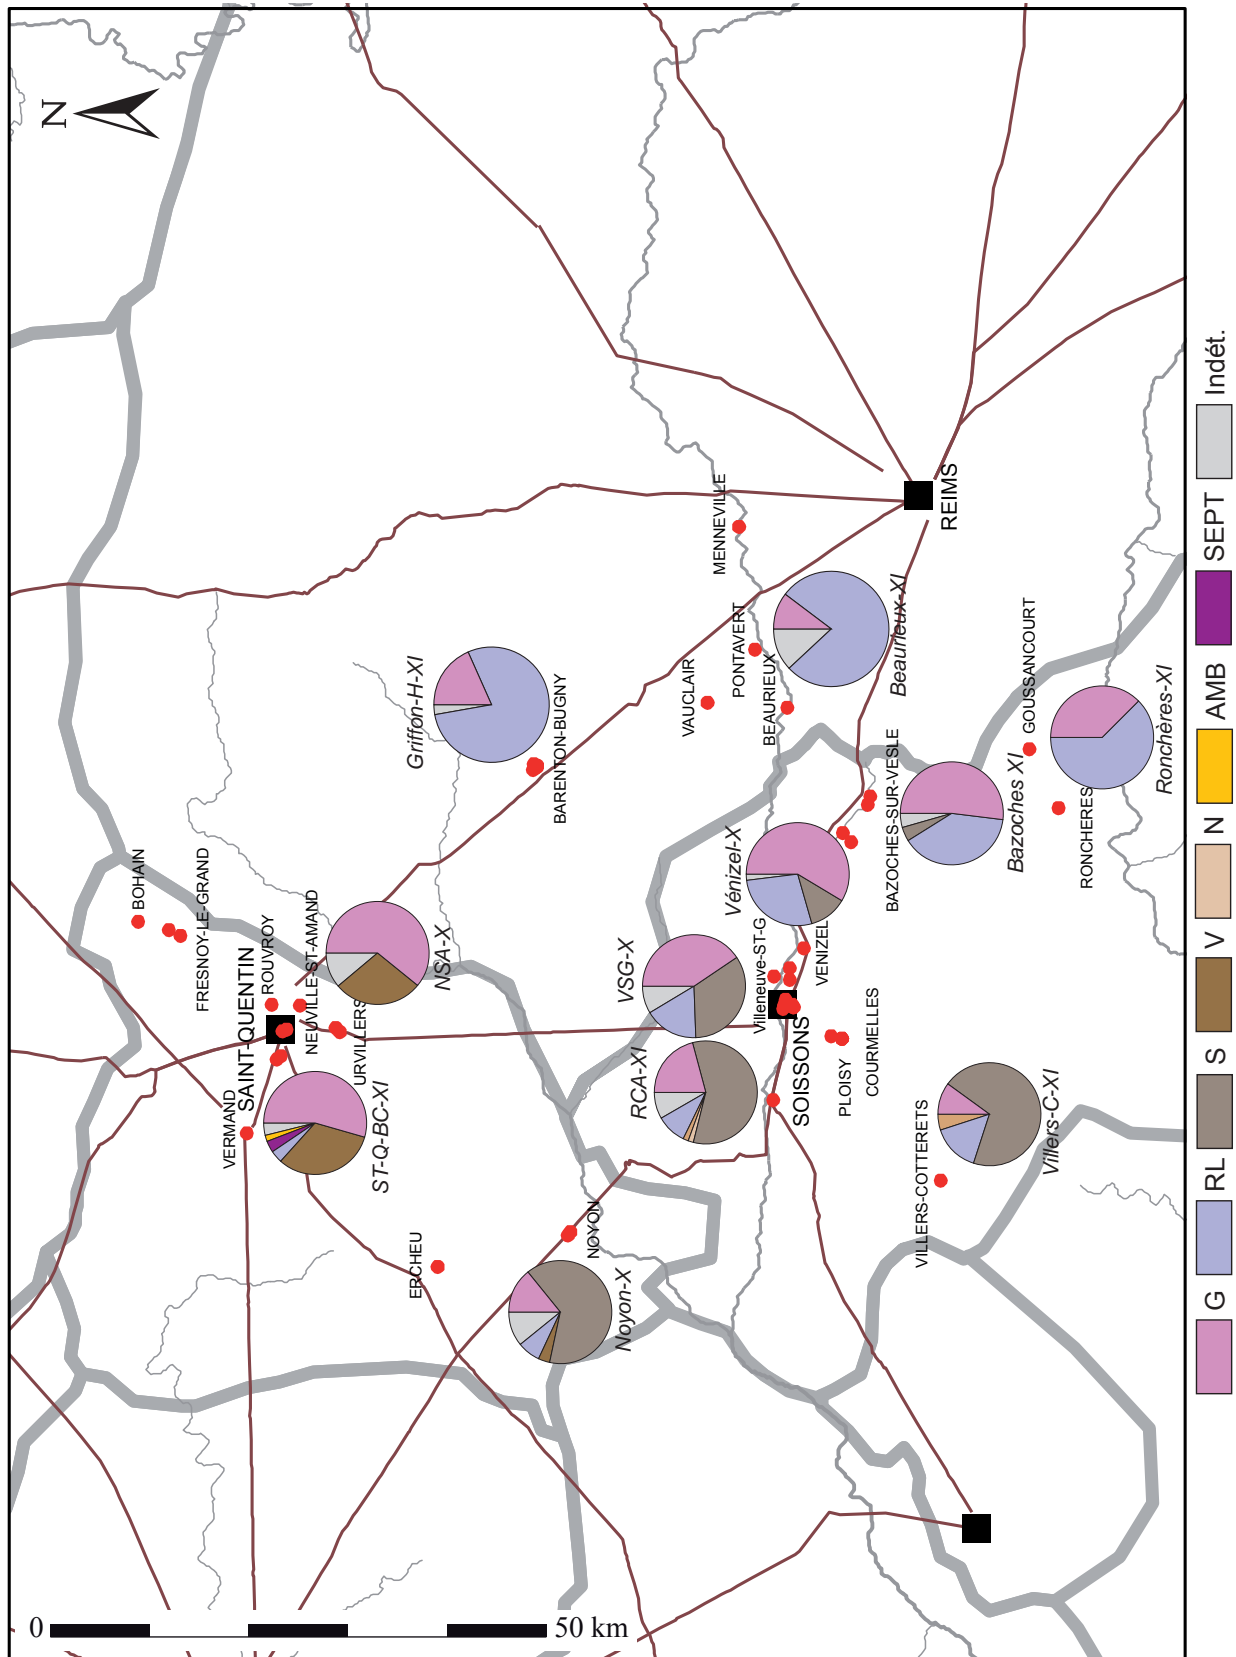 N
BOHAIN
FRESNOY-LE-GRAND
ROUVROY
SAINT-QUENTIN
NEUVILLE-ST-AMAND
VERMAND
URVILLERS
NSA-X
ST-Q-BC-XI
Griffon-H-XI
BARENTON-BUGNY
ERCHEU
NOYON
Noyon-X
MENNEVILLE
PONTAVERT
VAUCLAIR
BEAURIEUX
Beaurieux-XI
REIMS
VSG-X
RCA-XI
Vénizel-X
Villeneuve-ST-G
VENIZEL
SOISSONS
PLOISY
COURMELLES
BAZOCHES-SUR-VESLE
Bazoches XI
GOUSSANCOURT
RONCHERES
Ronchères-XI
VILLERS-COTTERETS
Villers-C-XI
0 50 km
G RL S V N AMB SEPT Indét.